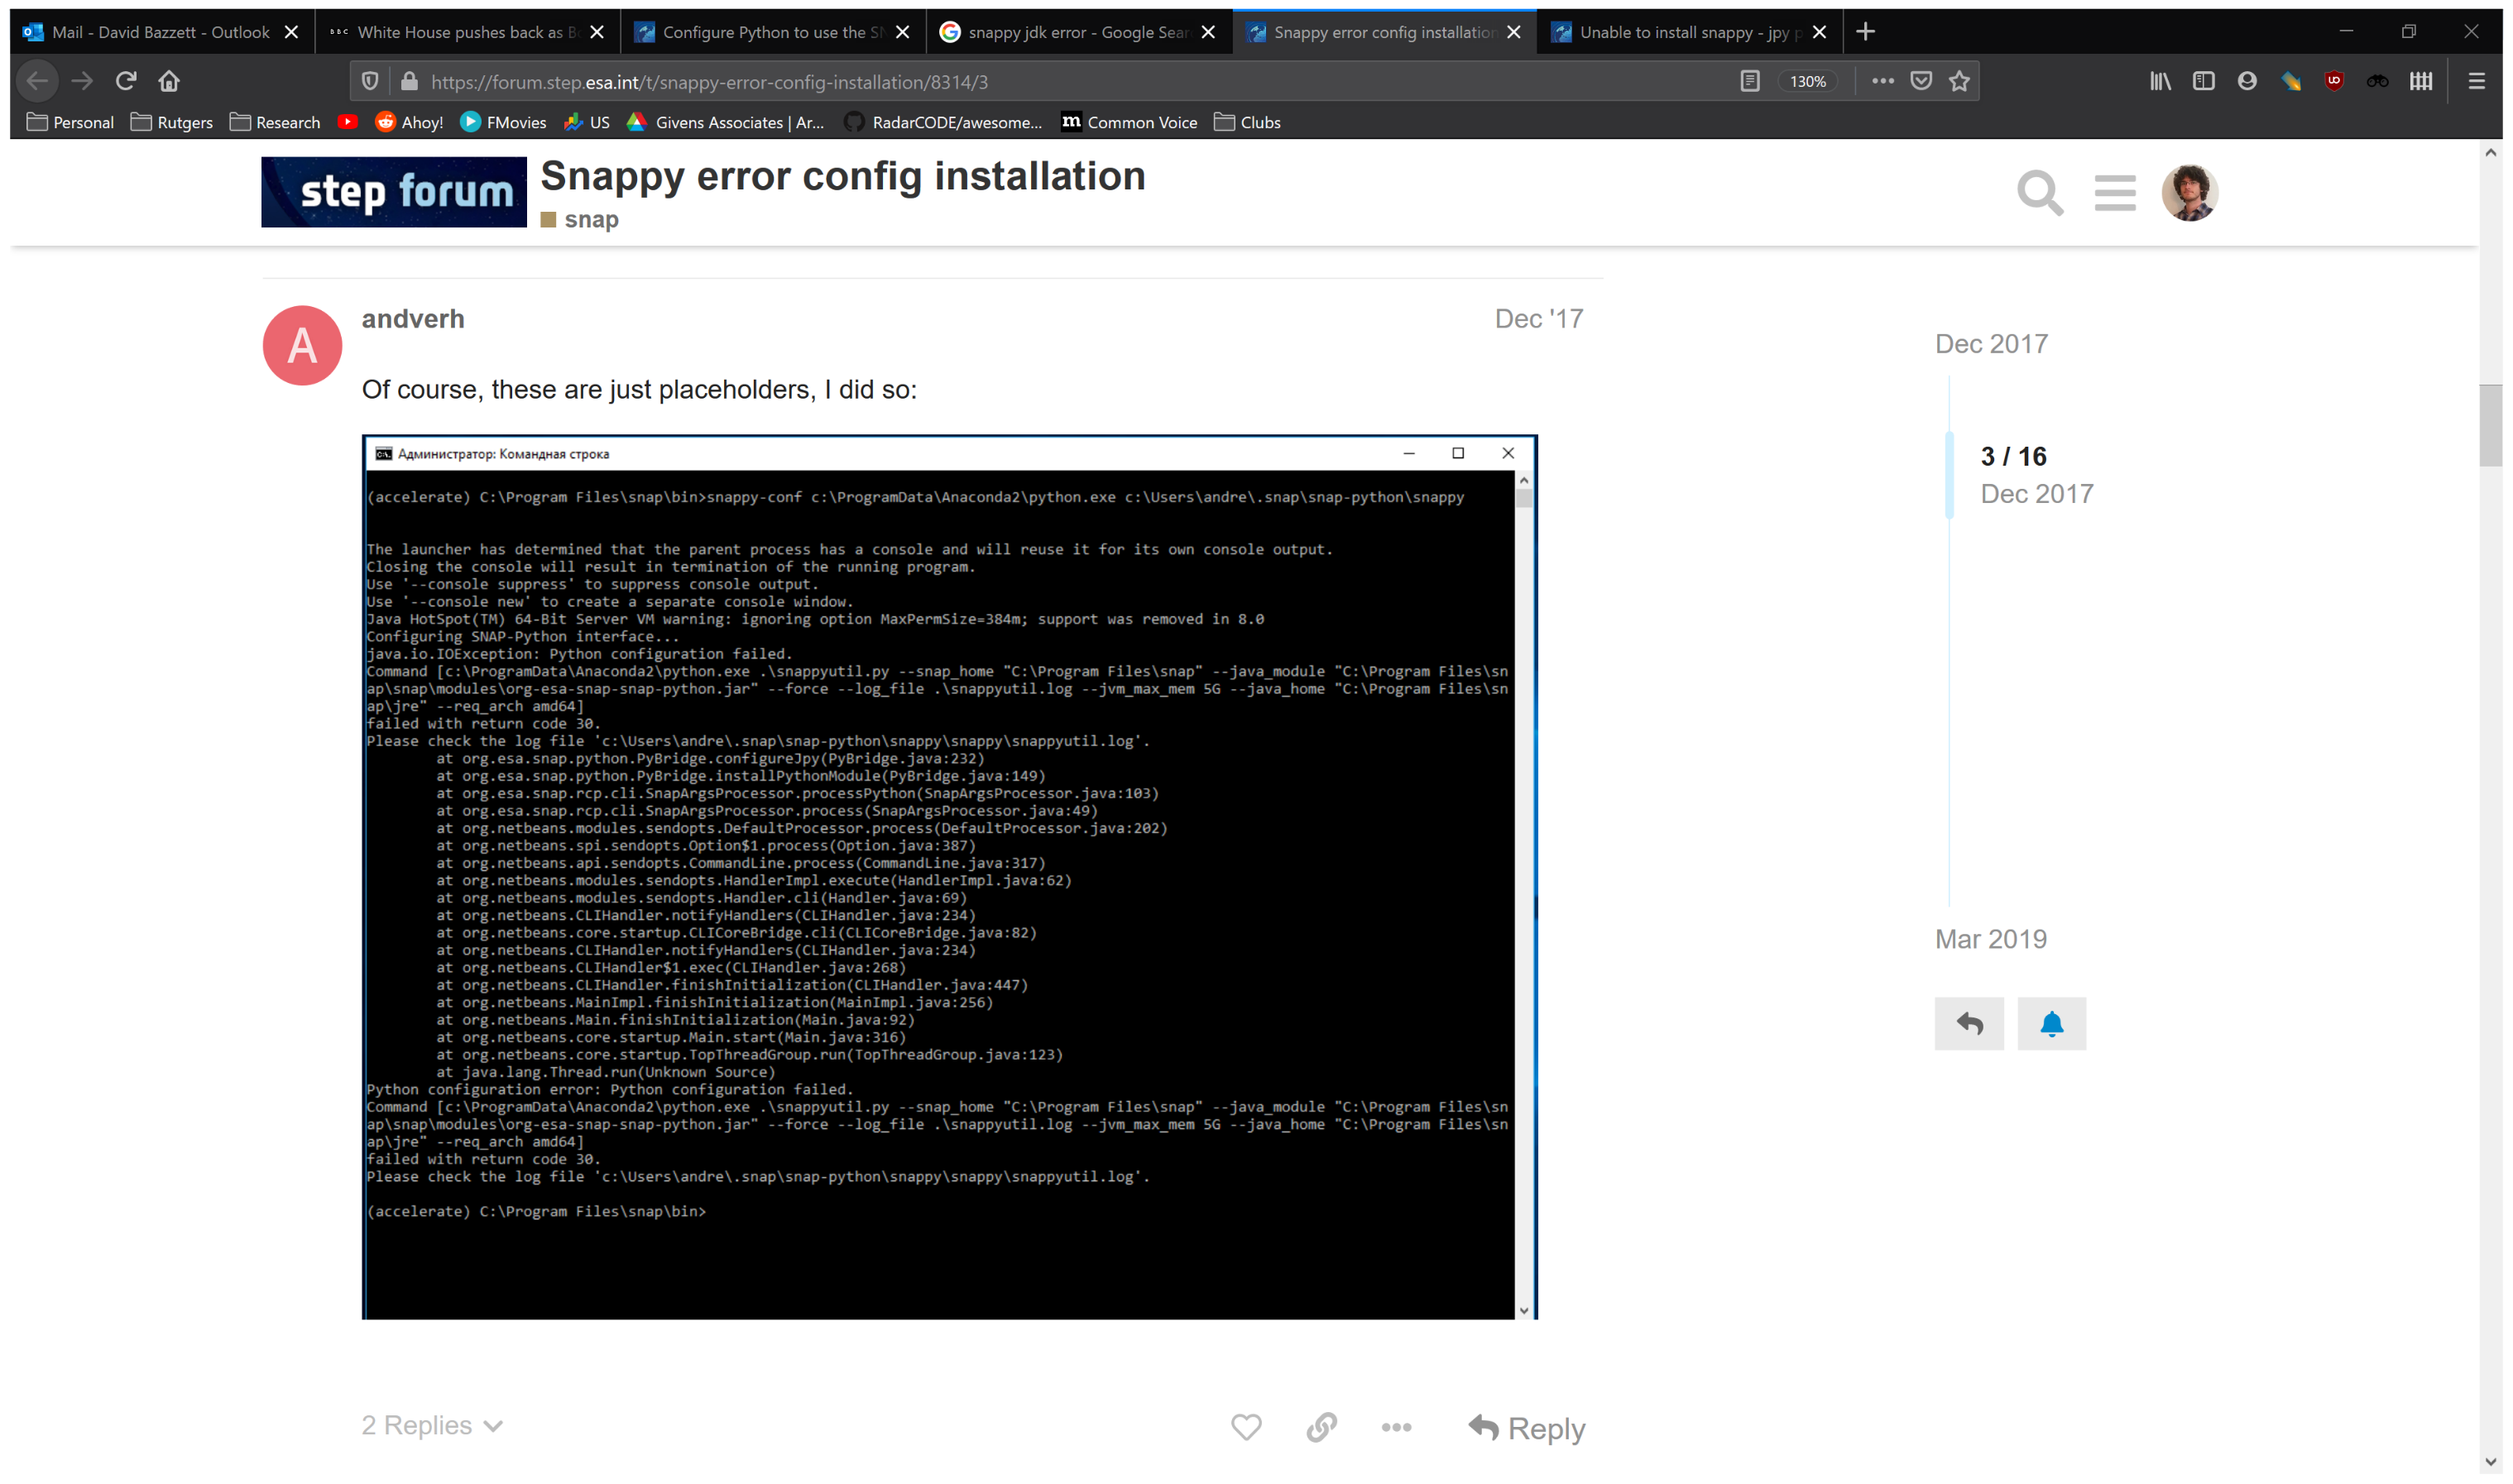 Mail - David Bazzett - Outlook
BBC White House pushes back as Bo
Configure Python to use the SN
snappy jdk error - Google Sear
Snappy error config installation
Unable to install snappy - jpy p
https://forum.step.esa.int/t/snappy-error-config-installation/8314/3
130%
Personal Rutgers Research Ahoy! FMovies US Givens Associates | Ar... RadarCODE/awesome... m Common Voice Clubs
step forum
Snappy error config installation
snap
A
andverh
Dec '17
Of course, these are just placeholders, I did so:
Администратор: Командная строка
(accelerate) C:\Program Files\snap\bin>snappy-conf c:\ProgramData\Anaconda2\python.exe c:\Users\andre\.snap\snap-python\snappy
The launcher has determined that the parent process has a console and will reuse it for its own console output.
Closing the console will result in termination of the running program.
Use '--console suppress' to suppress console output.
Use '--console new' to create a separate console window.
Java HotSpot(TM) 64-Bit Server VM warning: ignoring option MaxPermSize=384m; support was removed in 8.0
Configuring SNAP-Python interface...
java.io.IOException: Python configuration failed.
Command [c:\ProgramData\Anaconda2\python.exe .\snappyutil.py --snap_home "C:\Program Files\snap" --java_module "C:\Program Files\sn
ap\snap\modules\org-esa-snap-snap-python.jar" --force --log_file .\snappyutil.log --jvm_max_mem 5G --java_home "C:\Program Files\sn
ap\jre" --req_arch amd64]
failed with return code 30.
Please check the log file 'c:\Users\andre\.snap\snap-python\snappy\snappy\snappyutil.log'.
at org.esa.snap.python.PyBridge.configureJpy(PyBridge.java:232)
at org.esa.snap.python.PyBridge.installPythonModule(PyBridge.java:149)
at org.esa.snap.rcp.cli.SnapArgsProcessor.processPython(SnapArgsProcessor.java:103)
at org.esa.snap.rcp.cli.SnapArgsProcessor.process(SnapArgsProcessor.java:49)
at org.netbeans.modules.sendopts.DefaultProcessor.process(DefaultProcessor.java:202)
at org.netbeans.spi.sendopts.Option$1.process(Option.java:387)
at org.netbeans.api.sendopts.CommandLine.process(CommandLine.java:317)
at org.netbeans.modules.sendopts.HandlerImpl.execute(HandlerImpl.java:62)
at org.netbeans.modules.sendopts.Handler.cli(Handler.java:69)
at org.netbeans.CLIHandler.notifyHandlers(CLIHandler.java:234)
at org.netbeans.core.startup.CLICoreBridge.cli(CLICoreBridge.java:82)
at org.netbeans.CLIHandler.notifyHandlers(CLIHandler.java:234)
at org.netbeans.CLIHandler$1.exec(CLIHandler.java:268)
at org.netbeans.CLIHandler.finishInitialization(CLIHandler.java:447)
at org.netbeans.MainImpl.finishInitialization(MainImpl.java:256)
at org.netbeans.Main.finishInitialization(Main.java:92)
at org.netbeans.core.startup.Main.start(Main.java:316)
at org.netbeans.core.startup.TopThreadGroup.run(TopThreadGroup.java:123)
at java.lang.Thread.run(Unknown Source)
Python configuration error: Python configuration failed.
Command [c:\ProgramData\Anaconda2\python.exe .\snappyutil.py --snap_home "C:\Program Files\snap" --java_module "C:\Program Files\sn
ap\snap\modules\org-esa-snap-snap-python.jar" --force --log_file .\snappyutil.log --jvm_max_mem 5G --java_home "C:\Program Files\sn
ap\jre" --req_arch amd64]
failed with return code 30.
Please check the log file 'c:\Users\andre\.snap\snap-python\snappy\snappy\snappyutil.log'.
(accelerate) C:\Program Files\snap\bin>
Dec 2017
3 / 16
Dec 2017
Mar 2019
2 Replies
Reply